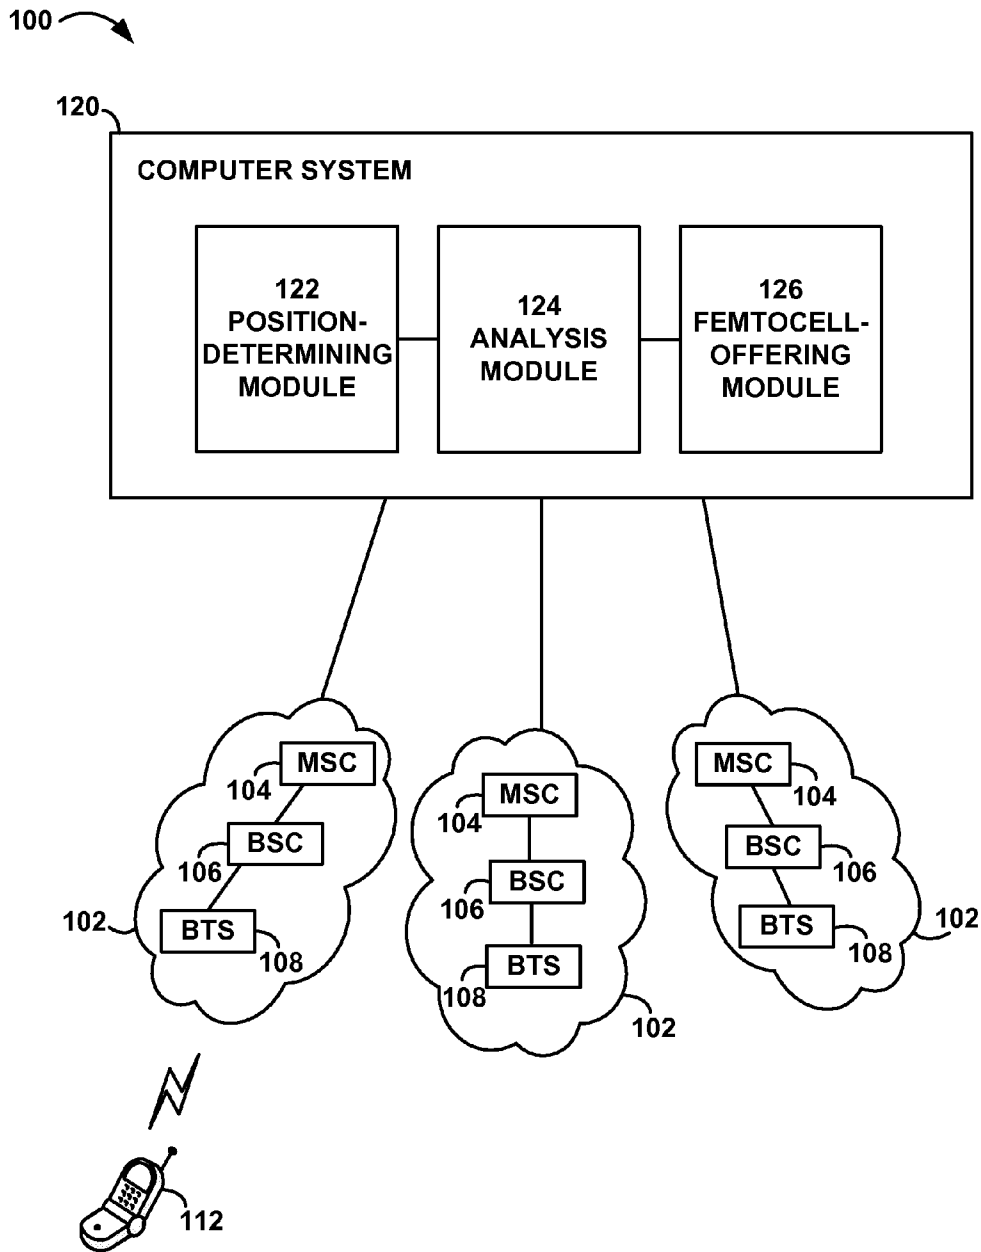 100
120
COMPUTER SYSTEM
122
POSITION-
DETERMINING
MODULE
124
ANALYSIS
MODULE
126
FEMTOCELL-
OFFERING
MODULE
MSC
104
BSC
106
BTS
108
102
MSC
104
BSC
106
BTS
108
102
MSC
104
BSC
106
BTS
108
102
112